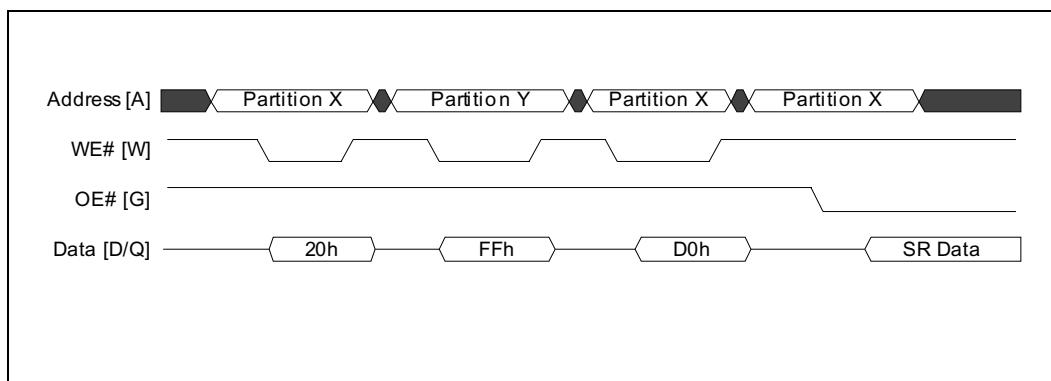 Address [A] Partition X Partition Y Partition X Partition X
WE# [W]
OE# [G]
Data [D/Q] 20h FFh D0h SR Data